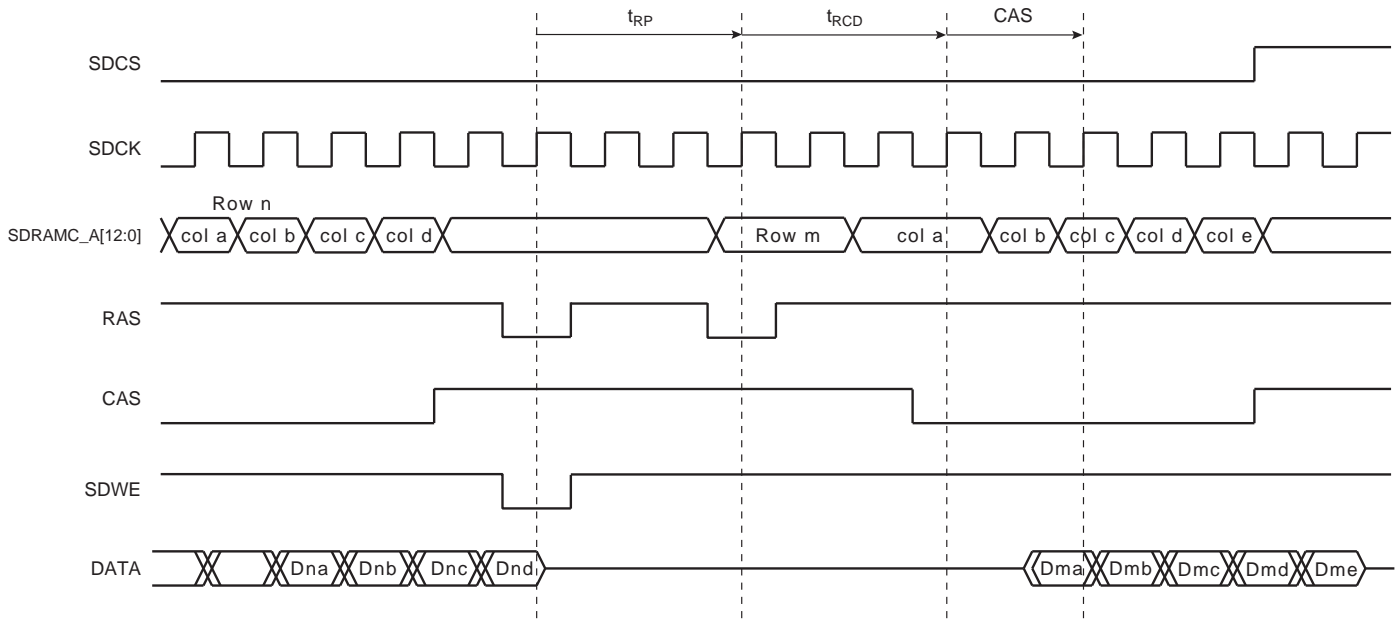 tRP tRCD CAS
SDCS
SDCK
Row n
SDRAMC_A[12:0] col a col b col c col d Row m col a col b col c col d col e
RAS
CAS
SDWE
DATA Dna Dnb Dnc Dnd Dma Dmb Dmc Dmd Dme